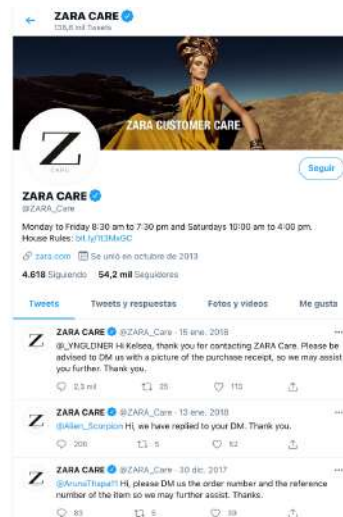 ZARA CARE
138,8 mil Tweets
ZARA CUSTOMER CARE
Z
CARE
Seguir
ZARA CARE
@ZARA_Care
Monday to Friday 8:30 am to 7:30 pm and Saturdays 10:00 am to 4:00 pm.
House Rules:
zara.com Se unió en octubre de 2013
4.618 Siguiendo 54,2 mil Seguidores
Tweets Tweets y respuestas Fotos y vídeos Me gusta
ZARA CARE @ZARA_Care · 15 ene. 2018
@_YNGLDNER Hi Kelsea, thank you for contacting ZARA Care. Please be
advised to DM us with a picture of the purchase receipt, so we may assist
you further. Thank you.
2,3 mil 25 113
ZARA CARE @ZARA_Care · 13 ene. 2018
@Alien_Scorpion Hi, we have replied to your DM. Thank you.
206 5 52
ZARA CARE @ZARA_Care · 30 dic. 2017
@ArunaThapa11 Hi, please DM us the order number and the reference
number of the item so we may further assist. Thanks.
83 5 39